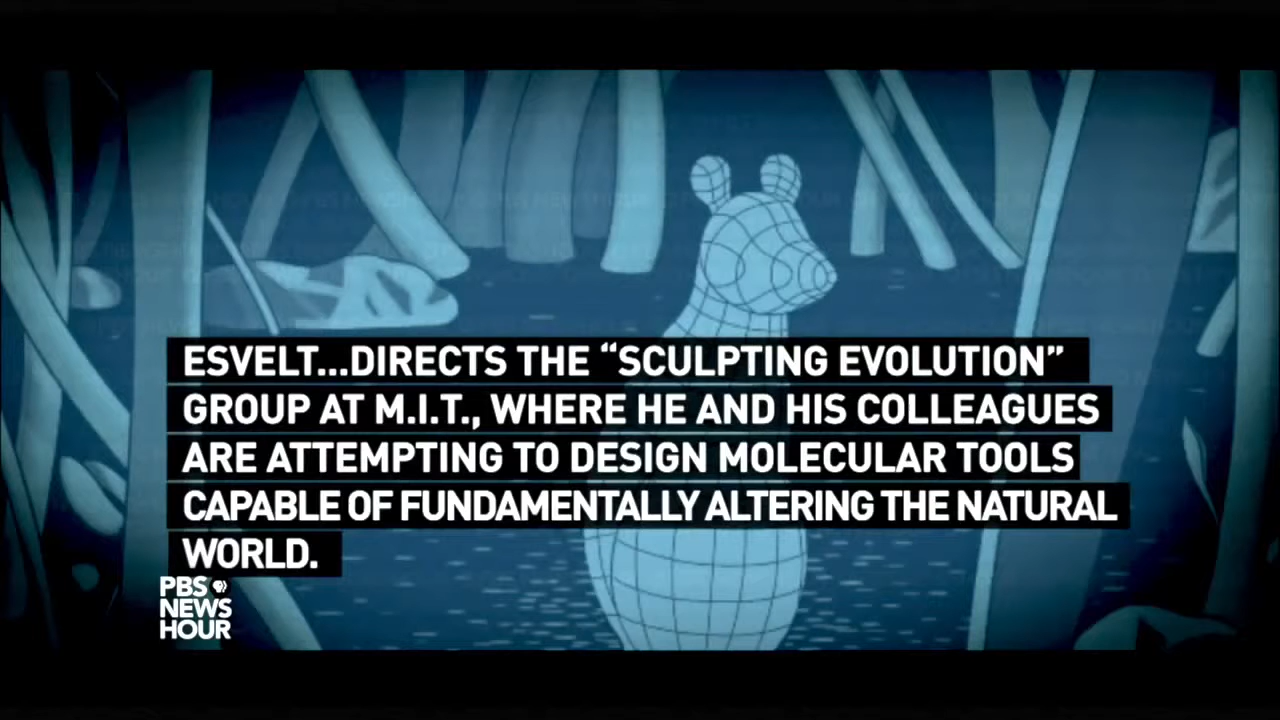 ESVELT...DIRECTS THE “SCULPTING EVOLUTION”
GROUP AT M.I.T., WHERE HE AND HIS COLLEAGUES
ARE ATTEMPTING TO DESIGN MOLECULAR TOOLS
CAPABLE OF FUNDAMENTALLY ALTERING THE NATURAL
WORLD.
PBS
NEWS
HOUR